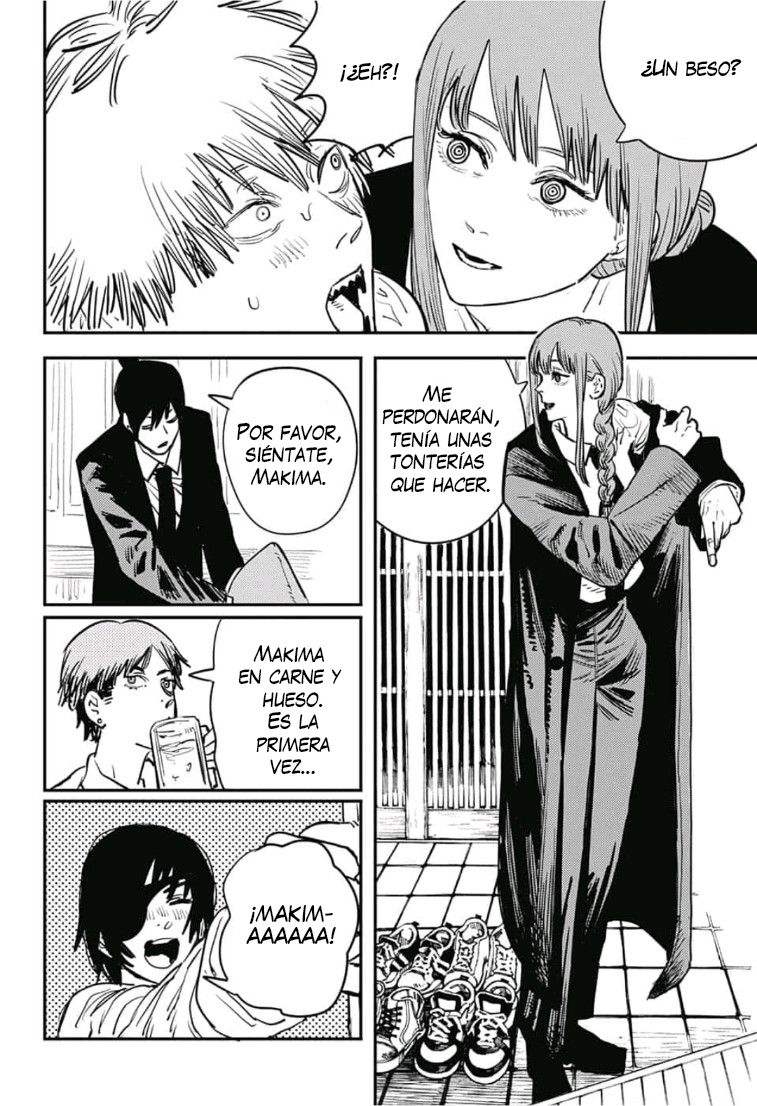 ¿UN BESO?
¡¿EH?!
ME
PERDONARÁN,
TENÍA UNAS
TONTERÍAS
QUE HACER.
POR FAVOR,
SIÉNTATE,
MAKIMA.
MAKIMA
EN CARNE Y
HUESO.
ES LA
PRIMERA
VEZ...
¡MAKIM-
AAAAAA!